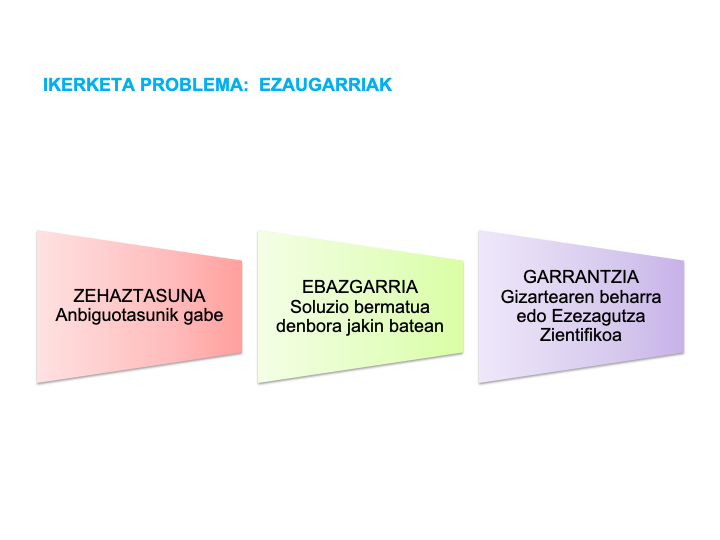 IKERKETA PROBLEMA:  EZAUGARRIAK
ZEHAZTASUNA
Anbiguotasunik gabe
EBAZGARRIA
Soluzio bermatua
denbora jakin batean
GARRANTZIA
Gizartearen beharra
edo Ezezagutza
Zientifikoa